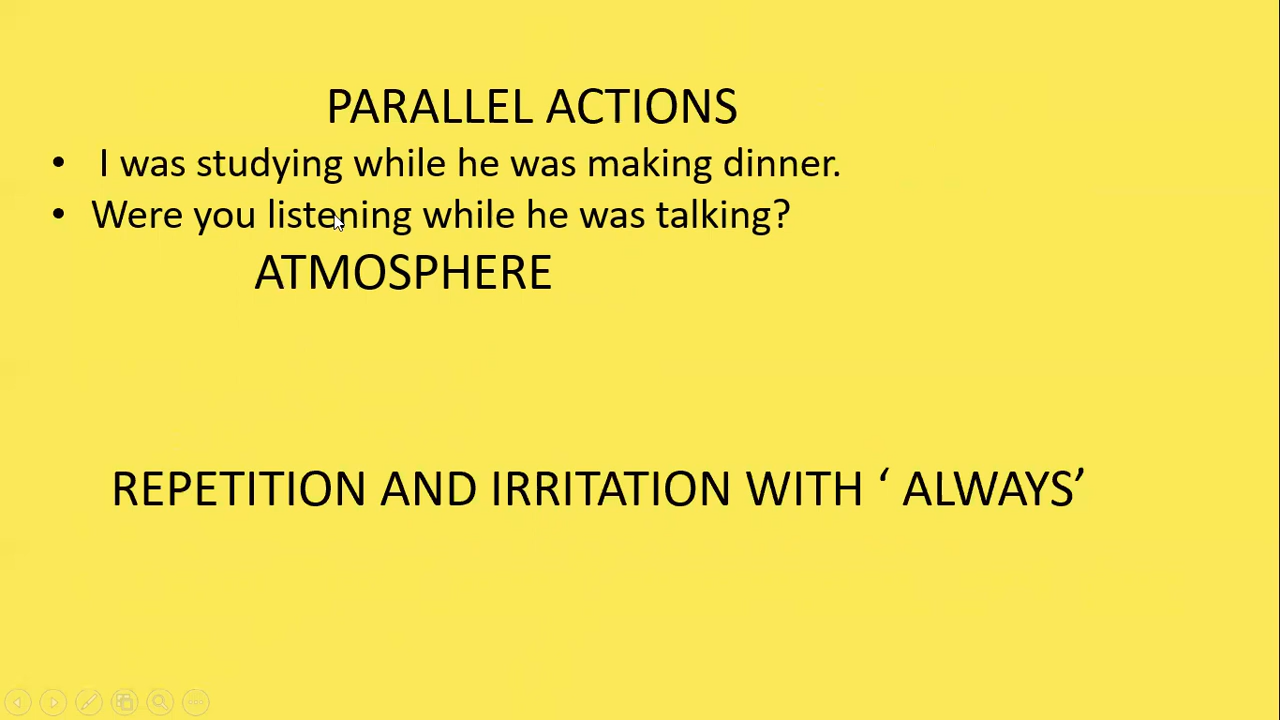 PARALLEL ACTIONS
• I was studying while he was making dinner.
• Were you listening while he was talking?
ATMOSPHERE
REPETITION AND IRRITATION WITH ‘ ALWAYS’